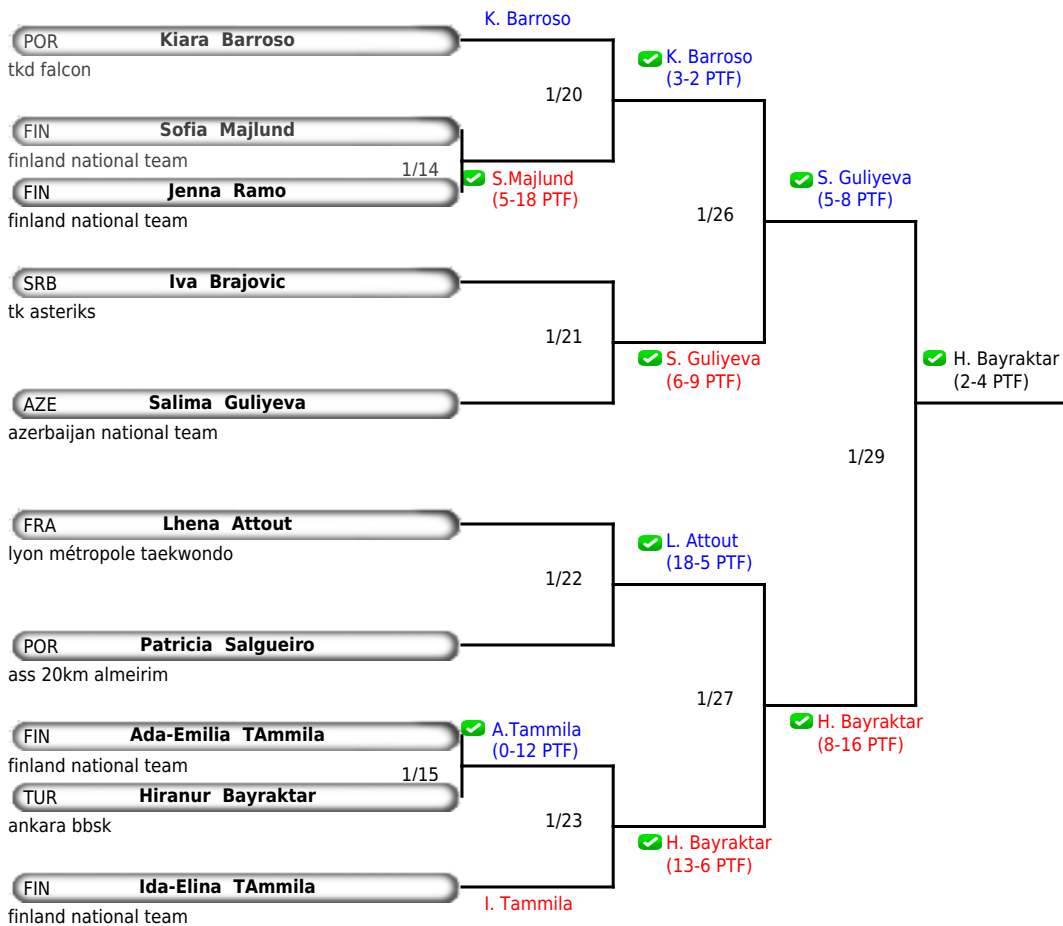 K. Barroso
POR Kiara Barroso
tkd falcon
K. Barroso
(3-2 PTF)
1/20
FIN Sofia Majlund
finland national team
1/14
S.Majlund
(5-18 PTF)
FIN Jenna Ramo
finland national team
S. Guliyeva
(5-8 PTF)
1/26
SRB Iva Brajovic
tk asteriks
1/21
S. Guliyeva
(6-9 PTF)
H. Bayraktar
(2-4 PTF)
AZE Salima Guliyeva
azerbaijan national team
1/29
FRA Lhena Attout
lyon métropole taekwondo
L. Attout
(18-5 PTF)
1/22
POR Patricia Salgueiro
ass 20km almeirim
1/27
FIN Ada-Emilia TAmmila
finland national team
A.Tammila
(0-12 PTF)
H. Bayraktar
(8-16 PTF)
1/15
TUR Hiranur Bayraktar
ankara bbsk
1/23
H. Bayraktar
(13-6 PTF)
FIN Ida-Elina TAmmila
finland national team
I. Tammila